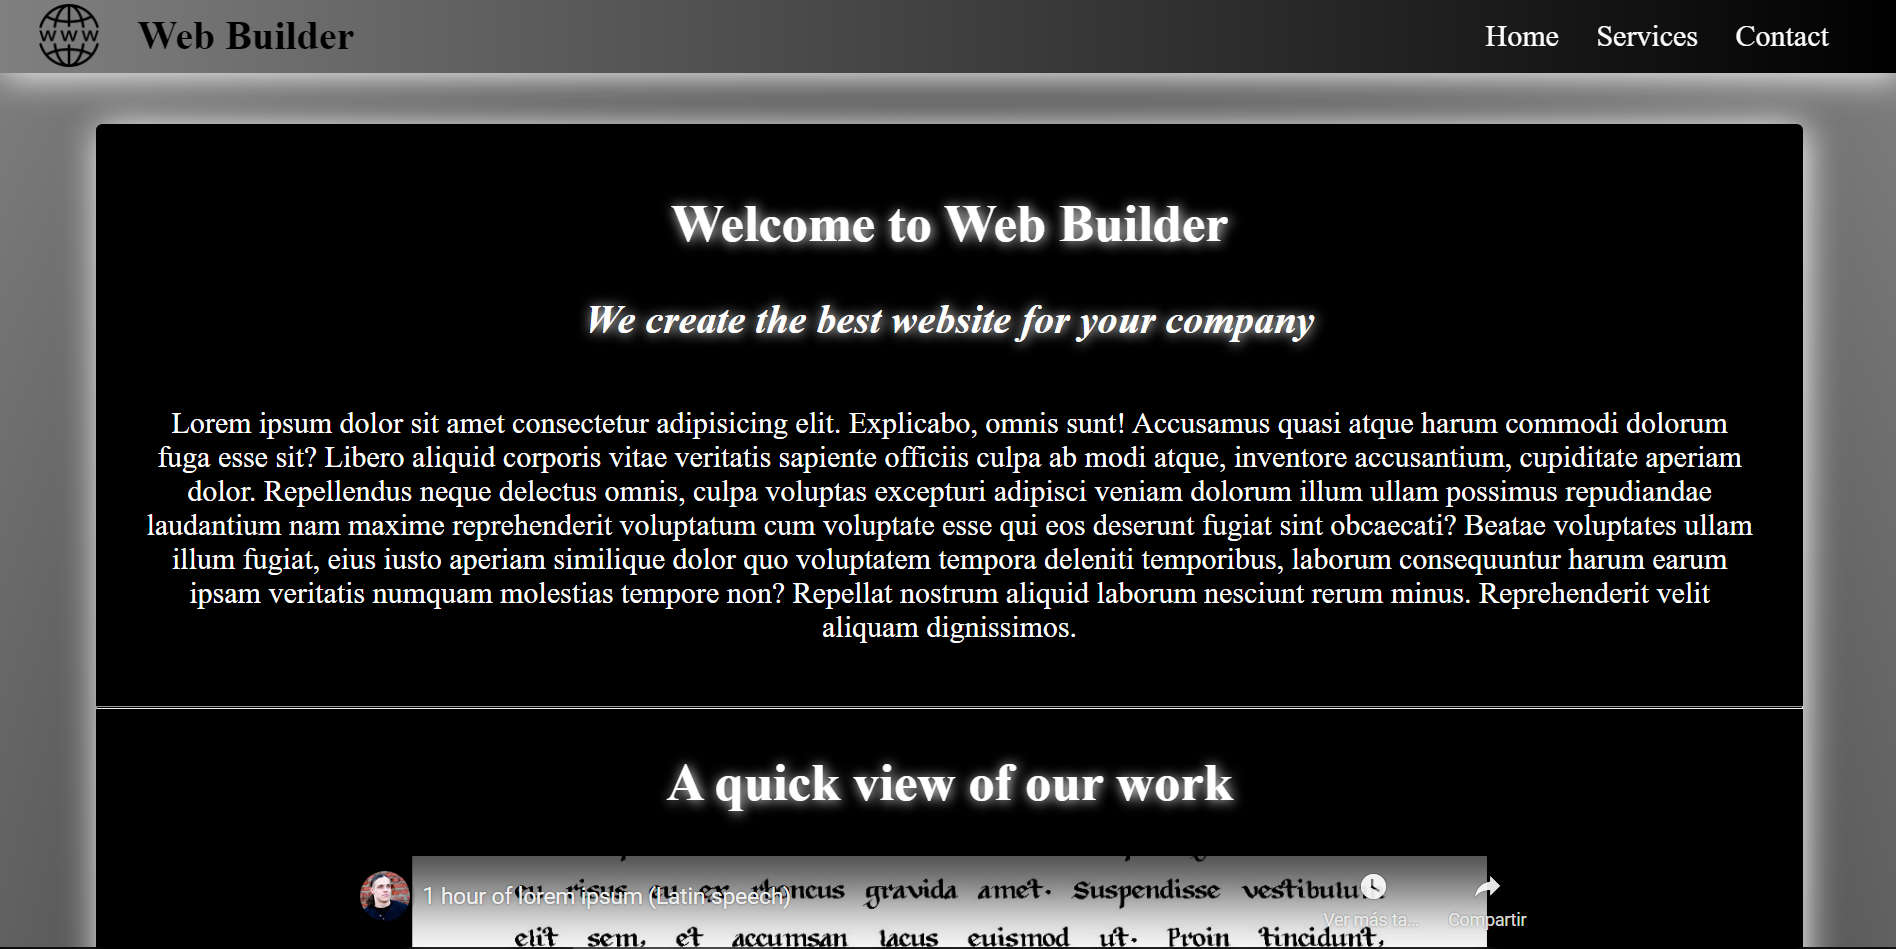 WWW
Web Builder
Home Services Contact
Welcome to Web Builder
We create the best website for your company
Lorem ipsum dolor sit amet consectetur adipisicing elit. Explicabo, omnis sunt! Accusamus quasi atque harum commodi dolorum
fuga esse sit? Libero aliquid corporis vitae veritatis sapiente officiis culpa ab modi atque, inventore accusantium, cupiditate aperiam
dolor. Repellendus neque delectus omnis, culpa voluptas excepturi adipisci veniam dolorum illum ullam possimus repudiandae
laudantium nam maxime reprehenderit voluptatum cum voluptate esse qui eos deserunt fugiat sint obcaecati? Beatae voluptates ullam
illum fugiat, eius iusto aperiam similique dolor quo voluptatem tempora deleniti temporibus, laborum consequuntur harum earum
ipsam veritatis numquam molestias tempore non? Repellat nostrum aliquid laborum nesciunt rerum minus. Reprehenderit velit
aliquam dignissimos.
A quick view of our work
1 hour of lorem ipsum (Latin speech)
eu risus eu ex rhoncus gravida amet. Suspendisse
Ver más ta... Compartir
elit sem, et accumsan lacus euismod ut. Proin tincidunt,